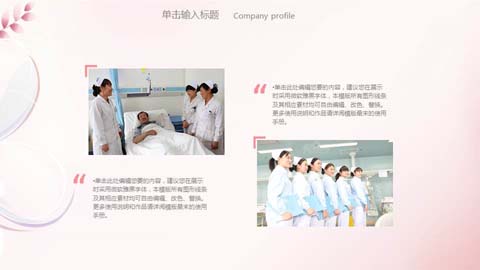 单击输入标题 Company profile
•单击此处编辑您要的内容，建议您在展示
时采用微软雅黑字体，本模版所有图形线条
及其相应素材均可自由编辑、改色、替换。
更多使用说明和作品请详阅模版最末的使用
手册。
•单击此处编辑您要的内容，建议您在展示
时采用微软雅黑字体，本模版所有图形线条
及其相应素材均可自由编辑、改色、替换。
更多使用说明和作品请详阅模版最末的使用
手册。